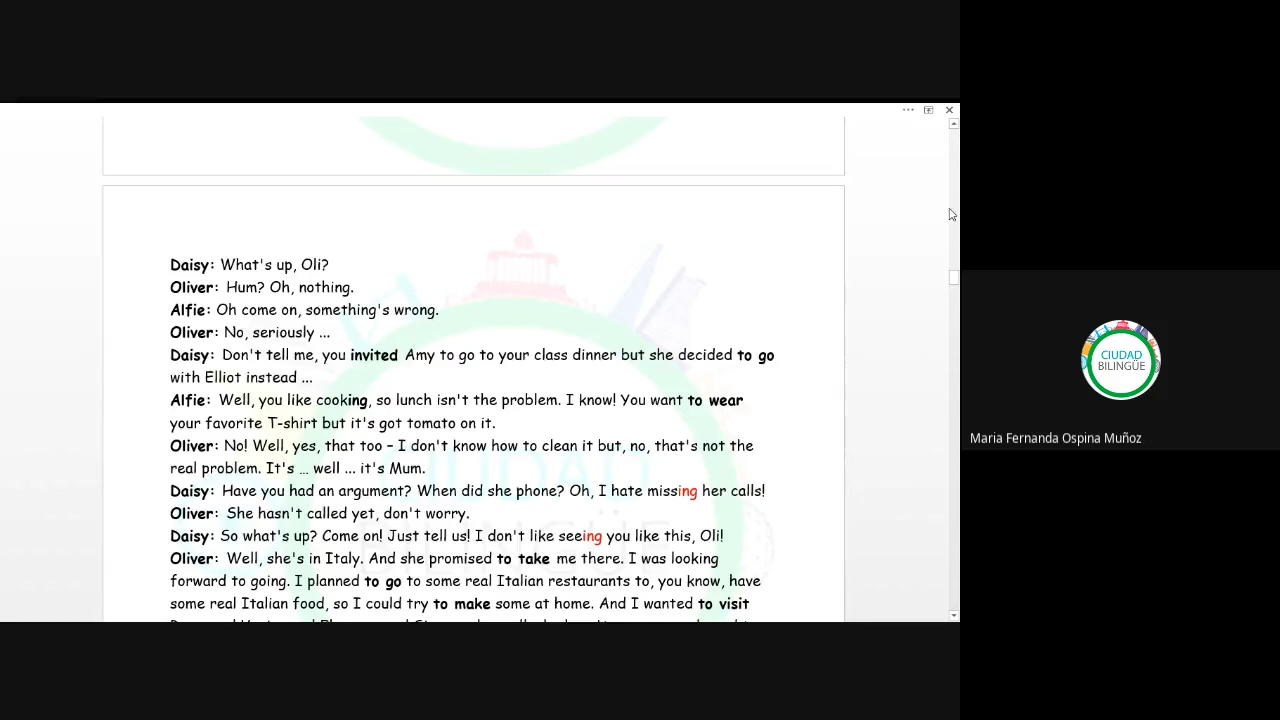 Daisy: What's up, Oli?
Oliver: Hum? Oh, nothing.
Alfie: Oh come on, something's wrong.
Oliver: No, seriously ...
Daisy: Don't tell me, you invited Amy to go to your class dinner but she decided to go
with Elliot instead ...
Alfie: Well, you like cooking, so lunch isn't the problem. I know! You want to wear
your favorite T-shirt but it's got tomato on it.
Oliver: No! Well, yes, that too – I don't know how to clean it but, no, that's not the
real problem. It's … well ... it's Mum.
Daisy: Have you had an argument? When did she phone? Oh, I hate missing her calls!
Oliver: She hasn't called yet, don't worry.
Daisy: So what's up? Come on! Just tell us! I don't like seeing you like this, Oli!
Oliver: Well, she's in Italy. And she promised to take me there. I was looking
forward to going. I planned to go to some real Italian restaurants to, you know, have
some real Italian food, so I could try to make some at home. And I wanted to visit
CIUDAD
BILINGÜE
CIUDAD
BILINGÜE
Maria Fernanda Ospina Muñoz